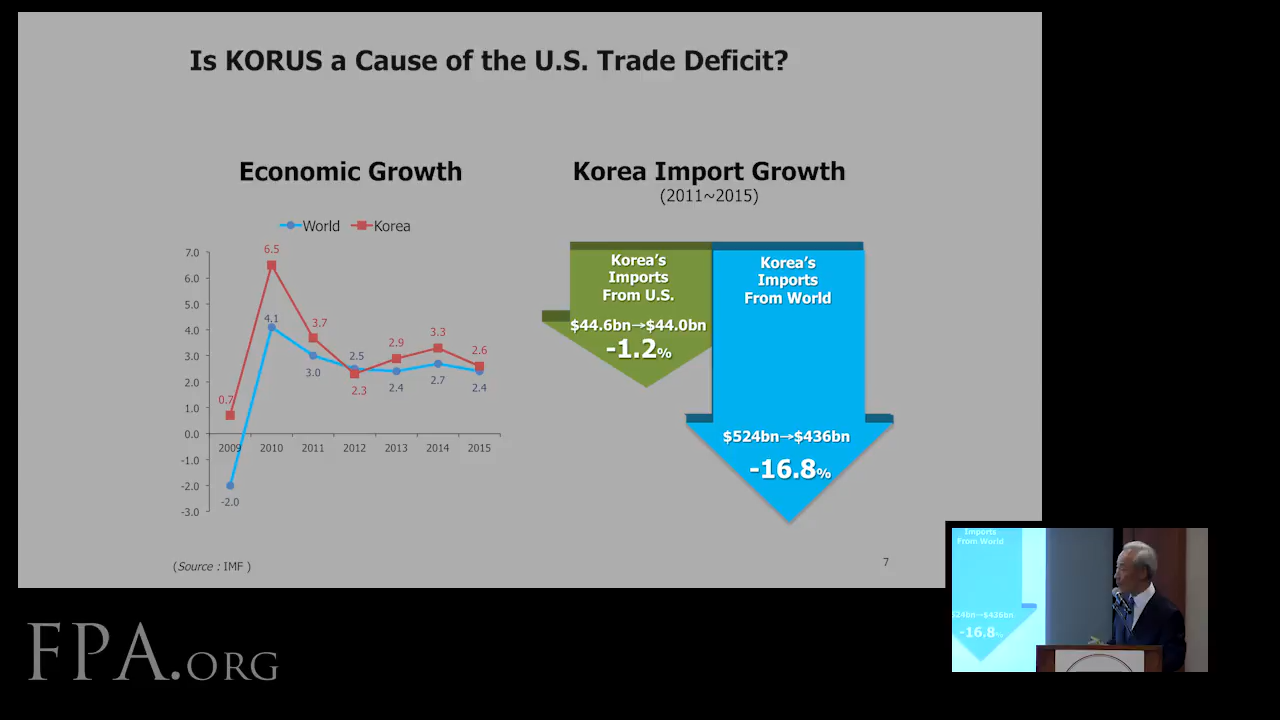 Is KORUS a Cause of the U.S. Trade Deficit?
Economic Growth
World
Korea
7.0
6.0
5.0
4.0
3.0
2.0
1.0
0.0
-1.0
-2.0
-3.0
0.7
6.5
3.7
2.3
2.9
3.3
2.6
-2.0
4.1
3.0
2.5
2.4
2.7
2.4
2009
2010
2011
2012
2013
2014
2015
Korea Import Growth
(2011~2015)
Korea's
Imports
From U.S.
$44.6bn→$44.0bn
-1.2%
Korea's
Imports
From World
$524bn→$436bn
-16.8%
(Source : IMF )
7
Imports
From World
$24bn→$436bn
-16.8%
FPA.ORG